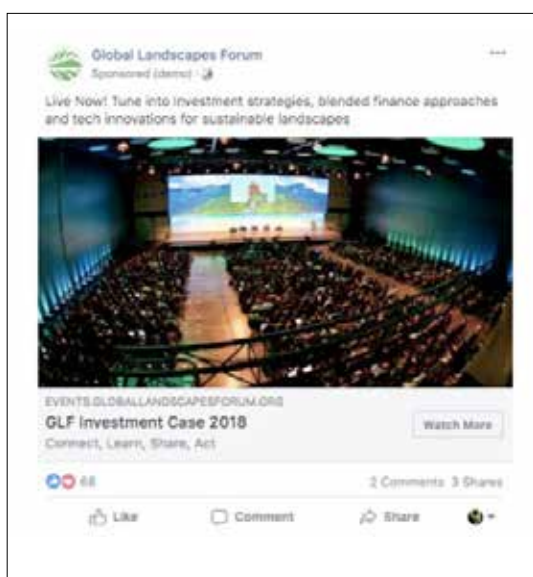 Global Landscapes Forum
Sponsored (demo) ·
Live Now! Tune into Investment strategies, blended finance approaches
and tech innovations for sustainable landscapes
EVENTS.GLOBALLANDSCAPESFORUM.ORG
GLF Investment Case 2018
Watch More
Connect, Learn, Share, Act
68
2 Comments 3 Shares
Like Comment Share